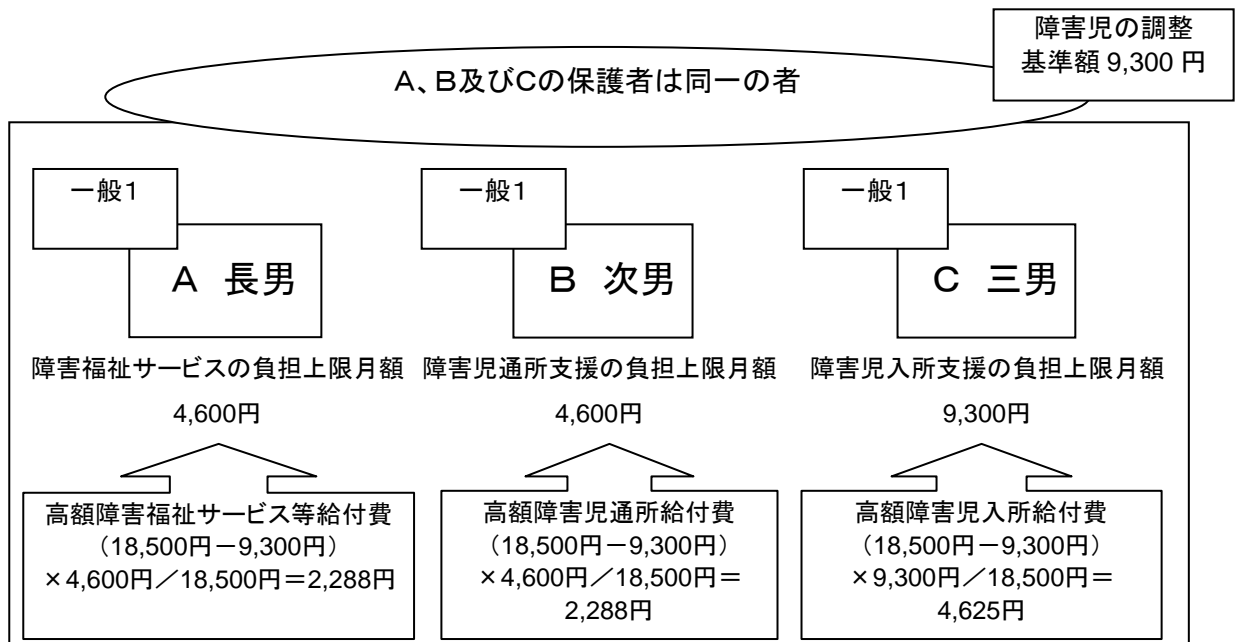 障害児の調整
基準額 9,300 円
A、B及びCの保護者は同一の者
一般1
A 長男
障害福祉サービスの負担上限月額
4,600円
高額障害福祉サービス等給付費
（18,500円－9,300円）
×4,600円／18,500円＝2,288円
一般1
B 次男
障害児通所支援の負担上限月額
4,600円
高額障害児通所給付費
（18,500円－9,300円）
×4,600円／18,500円＝
2,288円
一般1
C 三男
障害児入所支援の負担上限月額
9,300円
高額障害児入所給付費
（18,500円－9,300円）
×9,300円／18,500円＝
4,625円